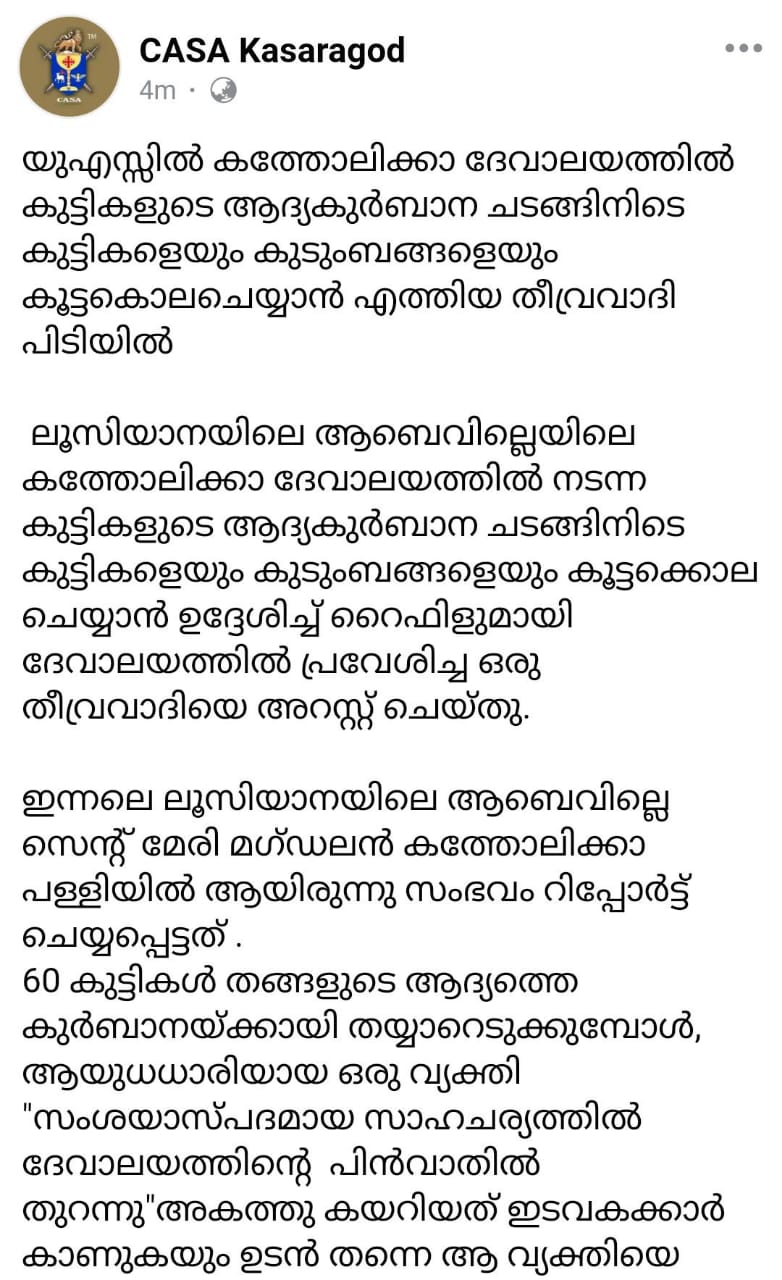 CASA Kasaragod
4m
TM
CASA
യുഎസ്സിൽ കത്തോലിക്കാ ദേവാലയത്തിൽ
കുട്ടികളുടെ ആദ്യകുർബാന ചടങ്ങിനിടെ
കുട്ടികളെയും കുടുംബങ്ങളെയും
കൂട്ടകൊലചെയ്യാൻ എത്തിയ തീവ്രവാദി
പിടിയിൽ
ലൂസിയാനയിലെ ആബെവില്ലെയിലെ
കത്തോലിക്കാ ദേവാലയത്തിൽ നടന്ന
കുട്ടികളുടെ ആദ്യകുർബാന ചടങ്ങിനിടെ
കുട്ടികളെയും കുടുംബങ്ങളെയും കൂട്ടക്കൊല
ചെയ്യാൻ ഉദ്ദേശിച്ച് റൈഫിളുമായി
ദേവാലയത്തിൽ പ്രവേശിച്ച ഒരു
തീവ്രവാദിയെ അറസ്റ്റ് ചെയ്തു.
ഇന്നലെ ലൂസിയാനയിലെ ആബെവില്ലെ
സെന്റ് മേരി മഗ്ഡലൻ കത്തോലിക്കാ
പള്ളിയിൽ ആയിരുന്നു സംഭവം റിപ്പോർട്ട്
ചെയ്യപ്പെട്ടത് .
60 കുട്ടികൾ തങ്ങളുടെ ആദ്യത്തെ
കുർബാനയ്ക്കായി തയ്യാറെടുക്കുമ്പോൾ,
ആയുധധാരിയായ ഒരു വ്യക്തി
"സംശയാസ്പദമായ സാഹചര്യത്തിൽ
ദേവാലയത്തിന്റെ പിൻവാതിൽ
തുറന്നു"അകത്തു കയറിയത് ഇടവകക്കാർ
കാണുകയും ഉടൻ തന്നെ ആ വ്യക്തിയെ